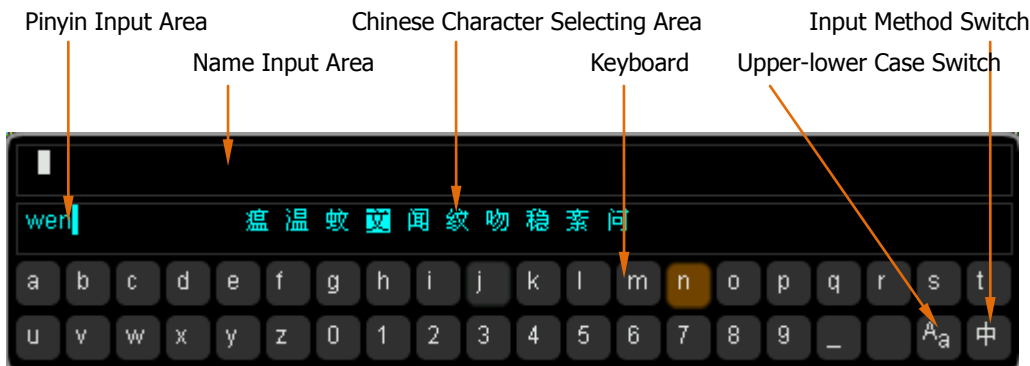 Pinyin Input Area Chinese Character Selecting Area Input Method Switch
Name Input Area Keyboard Upper-lower Case Switch
wen 瘟 温 蚊 文 闻 纹 吻 稳 紊 问
a b c d e f g h i j k l m n o p q r s t
u v w x y z 0 1 2 3 4 5 6 7 8 9 _ Aa 中